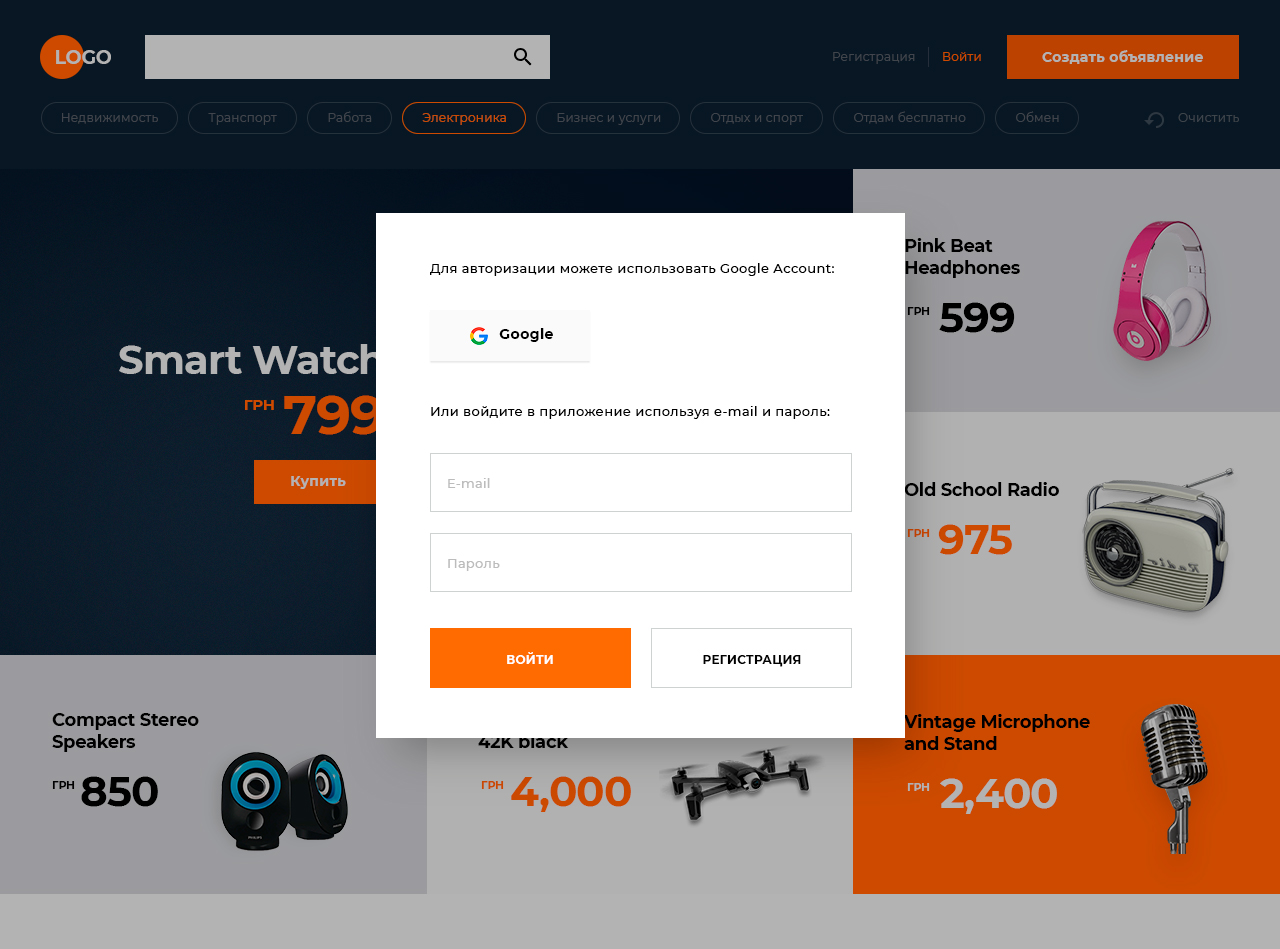 LOGO
Регистрация
Войти
Создать объявление
Недвижимость
Транспорт
Работа
Электроника
Бизнес и услуги
Отдых и спорт
Отдам бесплатно
Обмен
Очистить
Smart Watch
ГРН 799
Купить
Для авторизации можете использовать Google Account:
Google
Или войдите в приложение используя e-mail и пароль:
E-mail
Пароль
ВОЙТИ
РЕГИСТРАЦИЯ
Pink Beat
Headphones
ГРН 599
Old School Radio
ГРН 975
Radio
Compact Stereo
Speakers
ГРН 850
42K black
ГРН 4,000
Vintage Microphone
and Stand
ГРН 2,400